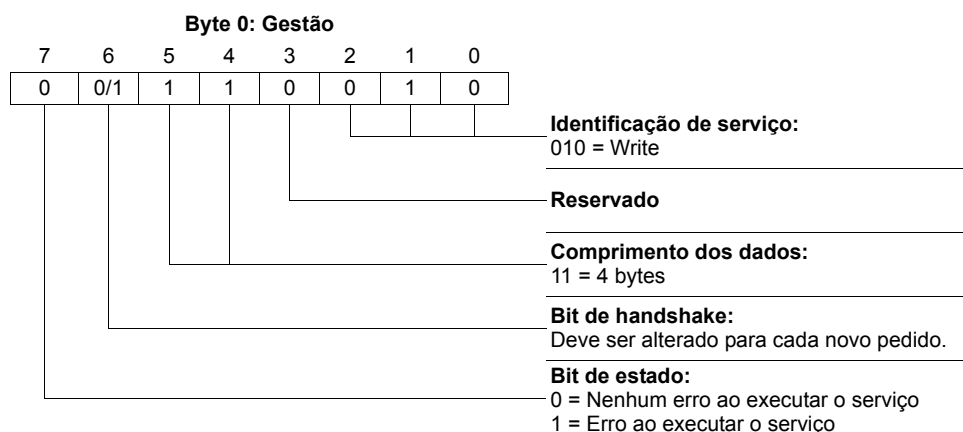 Byte 0: Gestão
7 6 5 4 3 2 1 0
0 0/1 1 1 0 0 1 0
Identificação de serviço:
010 = Write
Reservado
Comprimento dos dados:
11 = 4 bytes
Bit de handshake:
Deve ser alterado para cada novo pedido.
Bit de estado:
0 = Nenhum erro ao executar o serviço
1 = Erro ao executar o serviço